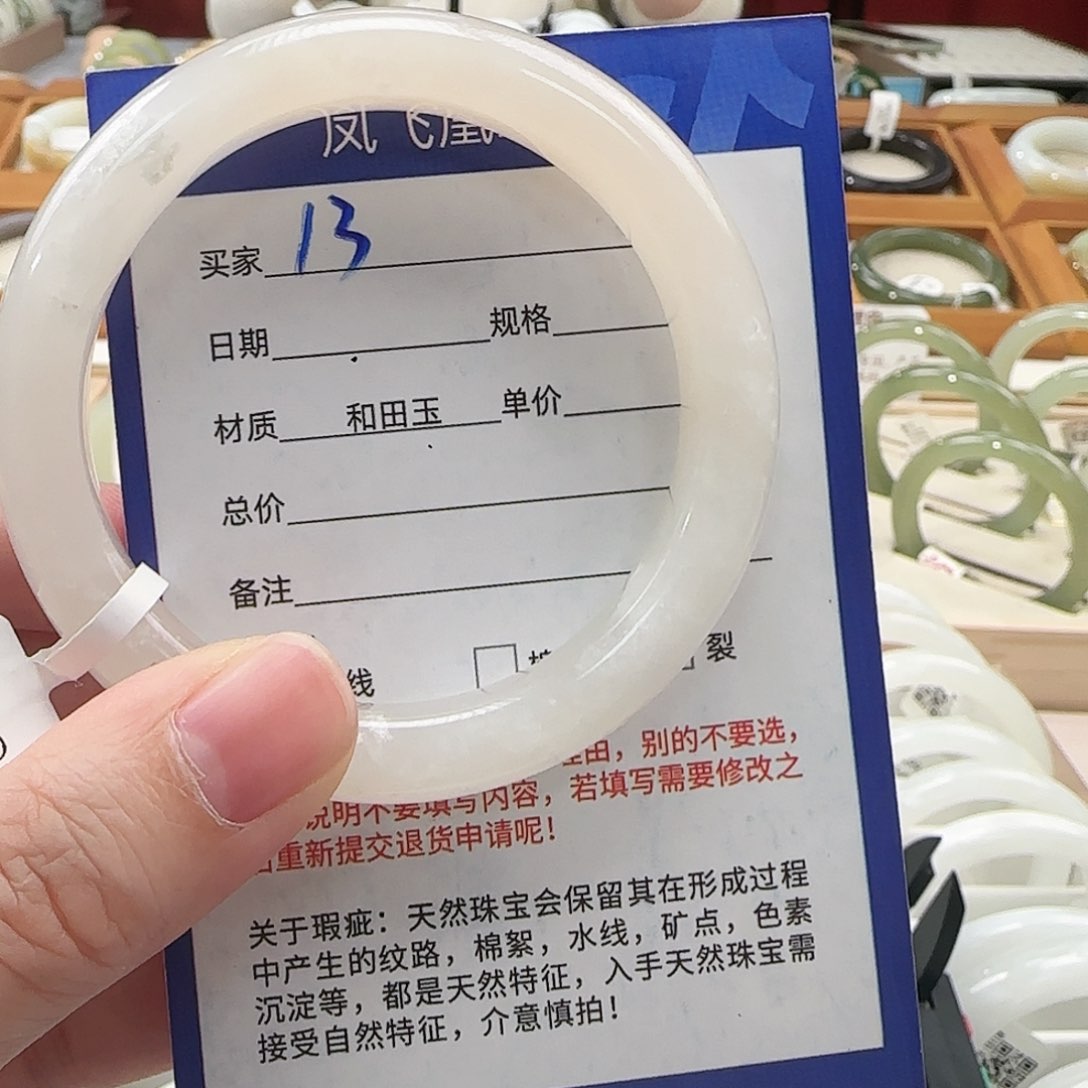 凤飞凰
买家 13
日期 规格
材质 和田玉 单价
总价
备注
线 裂
由，别的不要选，
说明不要填写内容，若填写需要修改之
重新提交退货申请呢！
关于瑕疵：天然珠宝会保留其在形成过程
中产生的纹路，棉絮，水线，矿点，色素
沉淀等，都是天然特征，入手天然珠宝需
接受自然特征，介意慎拍！